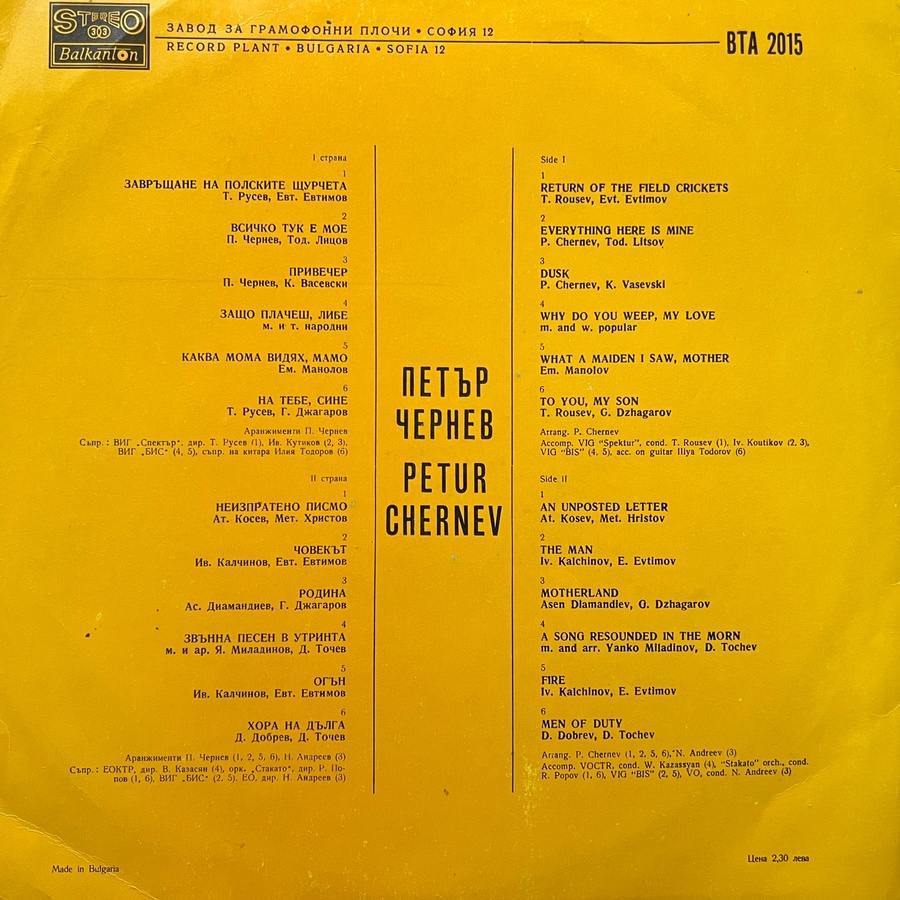 STEREO
33
Balkanton
ЗАВОД ЗА ГРАМОФОННИ ПЛОЧИ • СОФИЯ 12
RECORD PLANT • BULGARIA • SOFIA 12
ВТА 2015
I страна
1
ЗАВРЪЩАНЕ НА ПОЛСКИТЕ ЩУРЧЕТА
Т. Русев, Евт. Евтимов
2
ВСИЧКО ТУК Е МОЕ
П. Чернев, Тод. Лицов
3
ПРИВЕЧЕР
П. Чернев, К. Васевски
4
ЗАЩО ПЛАЧЕШ, ЛИБЕ
м. и т. народни
5
КАКВА МОМА ВИДЯХ, МАМО
Ем. Манолов
6
НА ТЕБЕ, СИНЕ
Т. Русев, Г. Джагаров
Аранжименти П. Чернев
Съпр.: ВИГ „Спектър“, дир. Т. Русев (1), Ив. Кутиков (2, 3),
ВИГ „БИС“ (4, 5), съпр. на китара Илия Тодоров (6)
II страна
1
НЕИЗПРАТЕНО ПИСМО
Ат. Косев, Мет. Христов
2
ЧОВЕКЪТ
Ив. Калчинов, Евт. Евтимов
3
РОДИНА
Ас. Диамандиев, Г. Джагаров
4
ЗВЪННА ПЕСЕН В УТРИНТА
м. и ар. Я. Миладинов, Д. Точев
5
ОГЪН
Ив. Калчинов, Евт. Евтимов
6
ХОРА НА ДЪЛГА
Д. Добрев, Д. Точев
Аранжименти П. Чернев (1, 2, 5, 6), Н. Андреев (3)
Съпр.: ЕОКТР, дир. В. Казасян (4), орк. „Стакато“, дир. Р. По-
пов (1, 6), ВИГ „БИС“ (2, 5), ЕО, дир. Н. Андреев (3)
ПЕТЪР
ЧЕРНЕВ
PETUR
CHERNEV
Side I
1
RETURN OF THE FIELD CRICKETS
T. Rousev, Evt. Evtimov
2
EVERYTHING HERE IS MINE
P. Chernev, Tod. Litsov
3
DUSK
P. Chernev, K. Vasevski
4
WHY DO YOU WEEP, MY LOVE
m. and w. popular
5
WHAT A MAIDEN I SAW, MOTHER
Em. Manolov
6
TO YOU, MY SON
T. Rousev, G. Dzhagarov
Arrang. P. Chernev
Accomp. VIG "Spektur", cond. T. Rousev (1), Iv. Koutikov (2, 3),
VIG "BIS" (4, 5), acc. on guitar Iliya Todorov (6)
Side II
1
AN UNPOSTED LETTER
At. Kosev, Met. Hristov
2
THE MAN
Iv. Kalchinov, E. Evtimov
3
MOTHERLAND
Asen Diamandiev, G. Dzhagarov
4
A SONG RESOUNDED IN THE MORN
m. and arr. Yanko Miladinov, D. Tochev
5
FIRE
Iv. Kalchinov, E. Evtimov
6
MEN OF DUTY
D. Dobrev, D. Tochev
Arrang. P. Chernev (1, 2, 5, 6), N. Andreev (3)
Accomp. VOCTR, cond. W. Kazassyan (4), "Stakato" orch., cond.
R. Popov (1, 6), VIG "BIS" (2, 5), VO, cond. N. Andreev (3)
Made in Bulgaria
Цена 2,30 лева